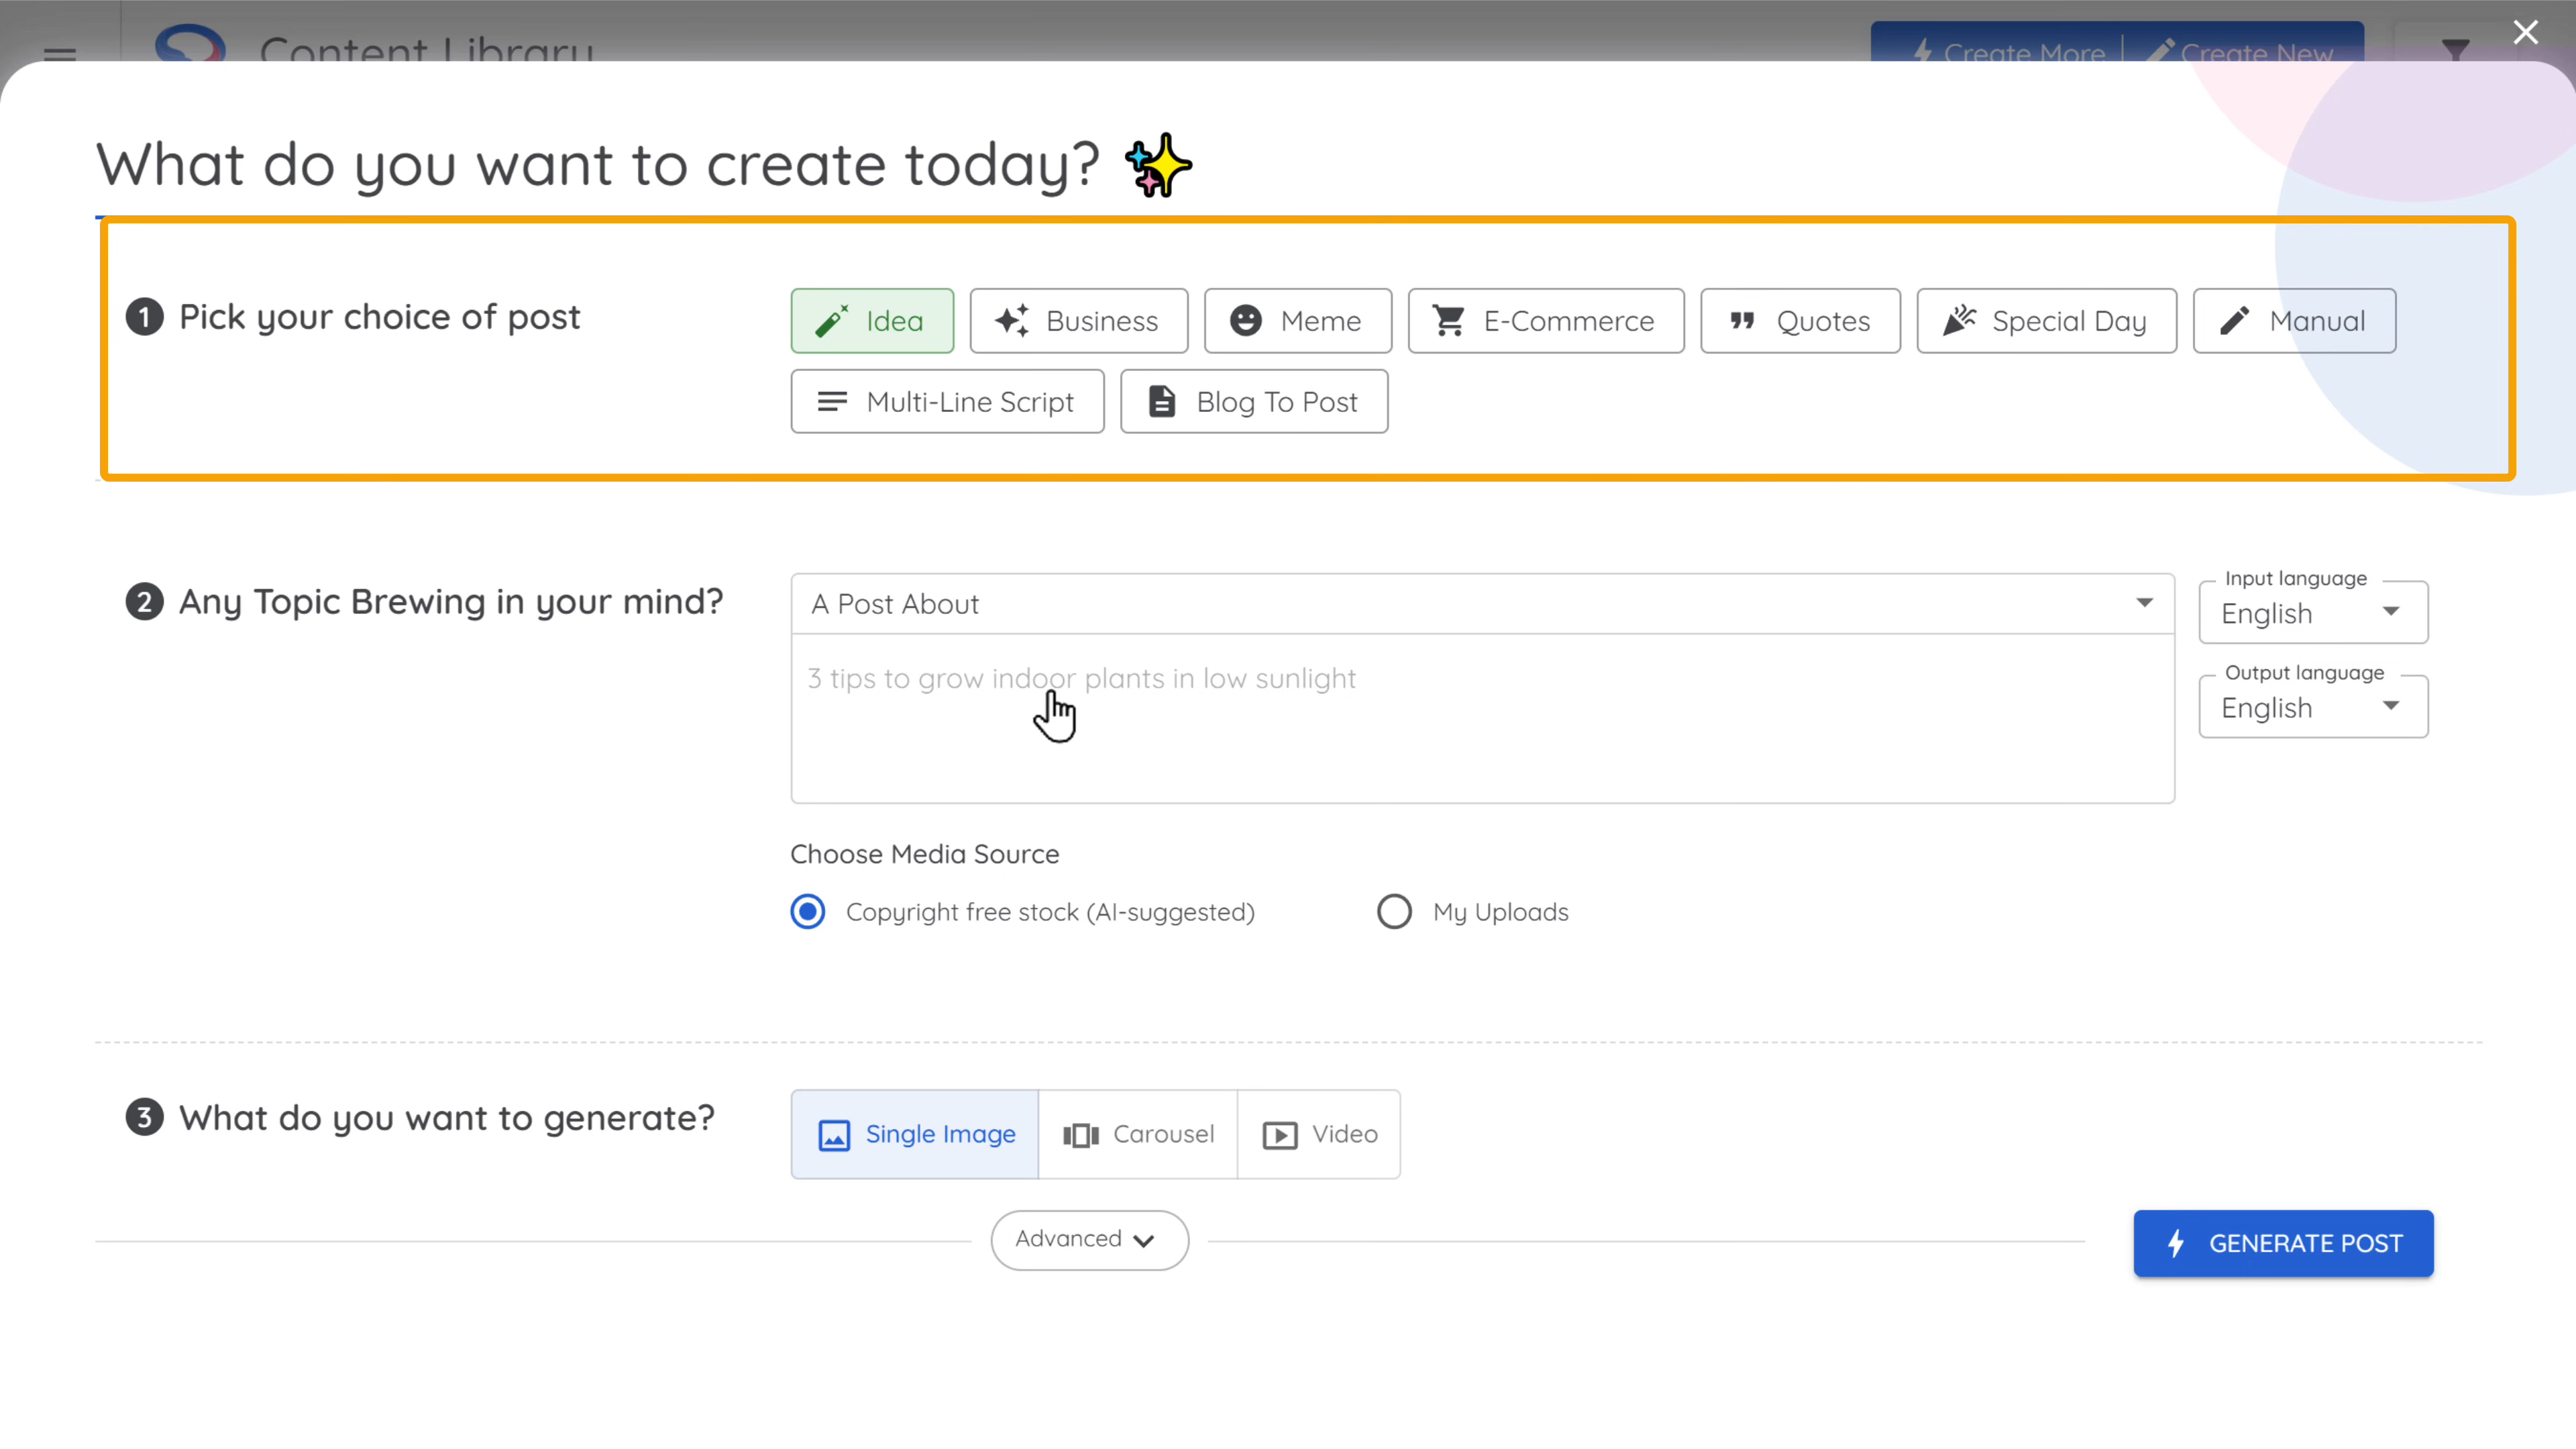 Content Library
Create More
Create New
What do you want to create today?
1 Pick your choice of post
Idea
Business
Meme
E-Commerce
Quotes
Special Day
Manual
Multi-Line Script
Blog To Post
2 Any Topic Brewing in your mind?
A Post About
3 tips to grow indoor plants in low sunlight
Input language
English
Output language
English
Choose Media Source
Copyright free stock (AI-suggested)
My Uploads
3 What do you want to generate?
Single Image
Carousel
Video
Advanced
GENERATE POST